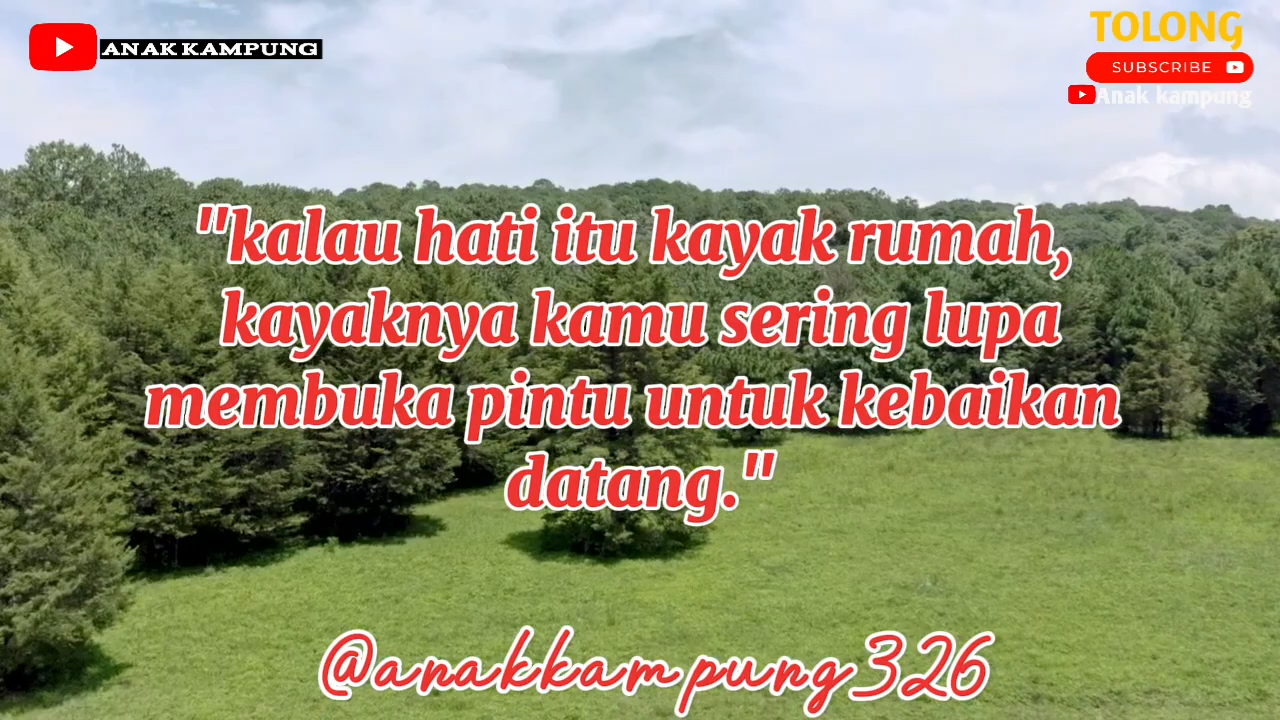 ANAK KAMPUNG
TOLONG
SUBSCRIBE
Anak kampung
"kalau hati itu kayak rumah,
kayaknya kamu sering lupa
membuka pintu untuk kebaikan
datang."
@anakkampung326